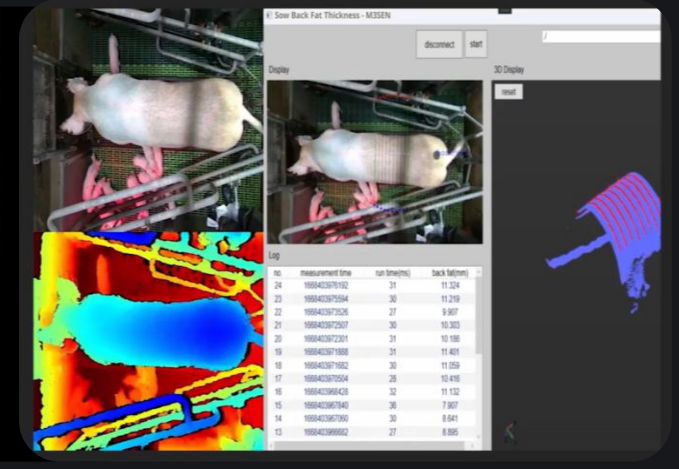 Sow Back Fat Thickness - M3SEN
disconnect start
Display 3D Display
reset
Log
no. measurement time run time(ms) back fat(mm)
24 1668403976192 31 11.324
23 1668403975594 30 11.219
22 1668403973526 27 9.907
21 1668403972507 30 10.303
20 1668403972301 31 10.186
19 1668403971888 31 11.401
18 1668403971682 30 11.059
17 1668403970504 28 10.416
16 1668403968428 32 11.132
15 1668403967840 36 7.907
14 1668403967060 30 8.641
13 1668403966662 27 8.895